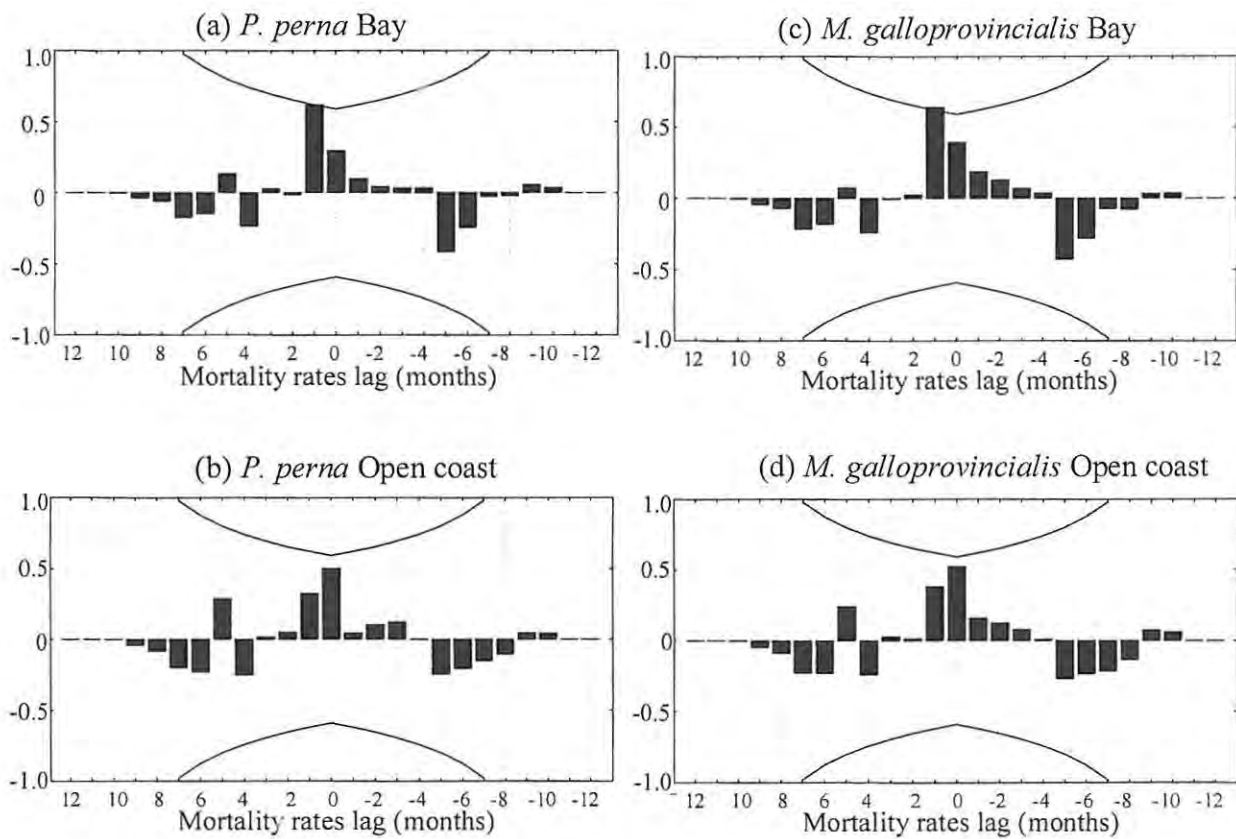 (a) P. perna Bay
1.0
0.5
0
-0.5
-1.0
12 10 8 6 4 2 0 -2 -4 -6 -8 -10 -12
Mortality rates lag (months)
(c) M. galloprovincialis Bay
1.0
0.5
0
-0.5
-1.0
12 10 8 6 4 2 0 -2 -4 -6 -8 -10 -12
Mortality rates lag (months)
(b) P. perna Open coast
1.0
0.5
0
-0.5
-1.0
12 10 8 6 4 2 0 -2 -4 -6 -8 -10 -12
Mortality rates lag (months)
(d) M. galloprovincialis Open coast
1.0
0.5
0
-0.5
-1.0
12 10 8 6 4 2 0 -2 -4 -6 -8 -10 -12
Mortality rates lag (months)